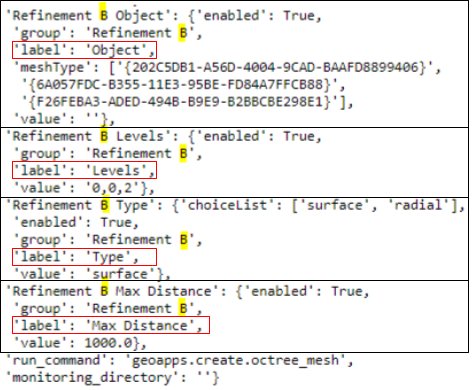 'Refinement B Object': {'enabled': True,
'group': 'Refinement B',
'label': 'Object',
'meshType': ['{202C5DB1-A56D-4004-9CAD-BAAFD8899406}',
'{6A057FDC-B355-11E3-95BE-FD84A7FFCB88}',
'{F26FEBA3-ADED-494B-B9E9-B2BBCBE298E1}'],
'value': ''},
'Refinement B Levels': {'enabled': True,
'group': 'Refinement B',
'label': 'Levels',
'value': '0,0,2'},
'Refinement B Type': {'choiceList': ['surface', 'radial'],
'enabled': True,
'group': 'Refinement B',
'label': 'Type',
'value': 'surface'},
'Refinement B Max Distance': {'enabled': True,
'group': 'Refinement B',
'label': 'Max Distance',
'value': 1000.0},
'run_command': 'geoapps.create.octree_mesh',
'monitoring_directory': ''}